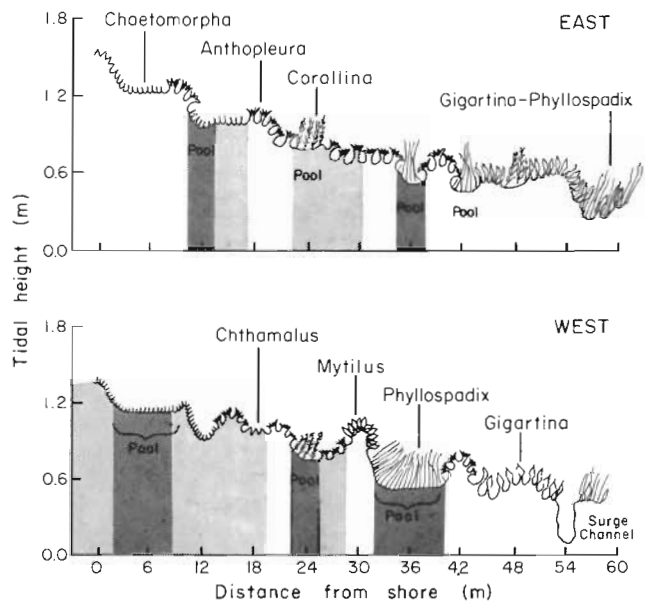 1.8
EAST
Chaetomorpha
Anthopleura
Corallina
Gigartina-Phyllospadix
1.2
0.6
Pool
Pool
Pool
Pool
0.0
Tidal height (m)
1.8
WEST
Chthamalus
Mytilus
Phyllospadix
Gigartina
1.2
Pool
0.6
Pool
Pool
Surge
Channel
0.0
0 6 12 18 24 30 36 42 48 54 60
Distance from shore (m)